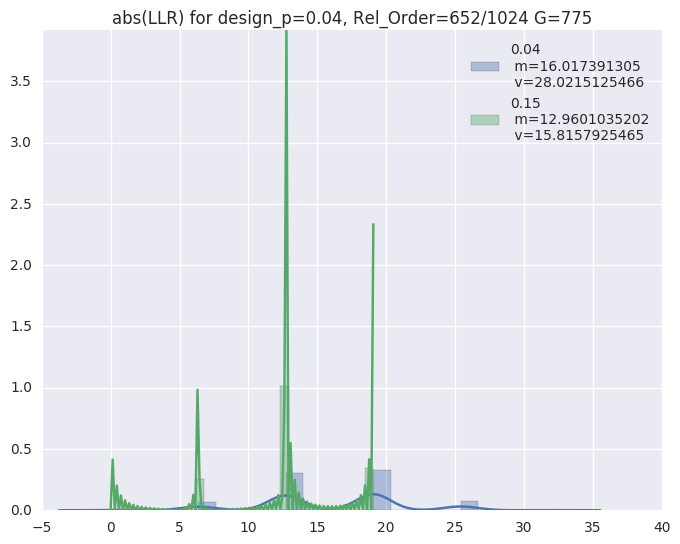 abs(LLR) for design_p=0.04, Rel_Order=652/1024 G=775
0.04
m=16.017391305
v=28.0215125466
0.15
m=12.9601035202
v=15.8157925465
3.5
3.0
2.5
2.0
1.5
1.0
0.5
0.0
−5 0 5 10 15 20 25 30 35 40